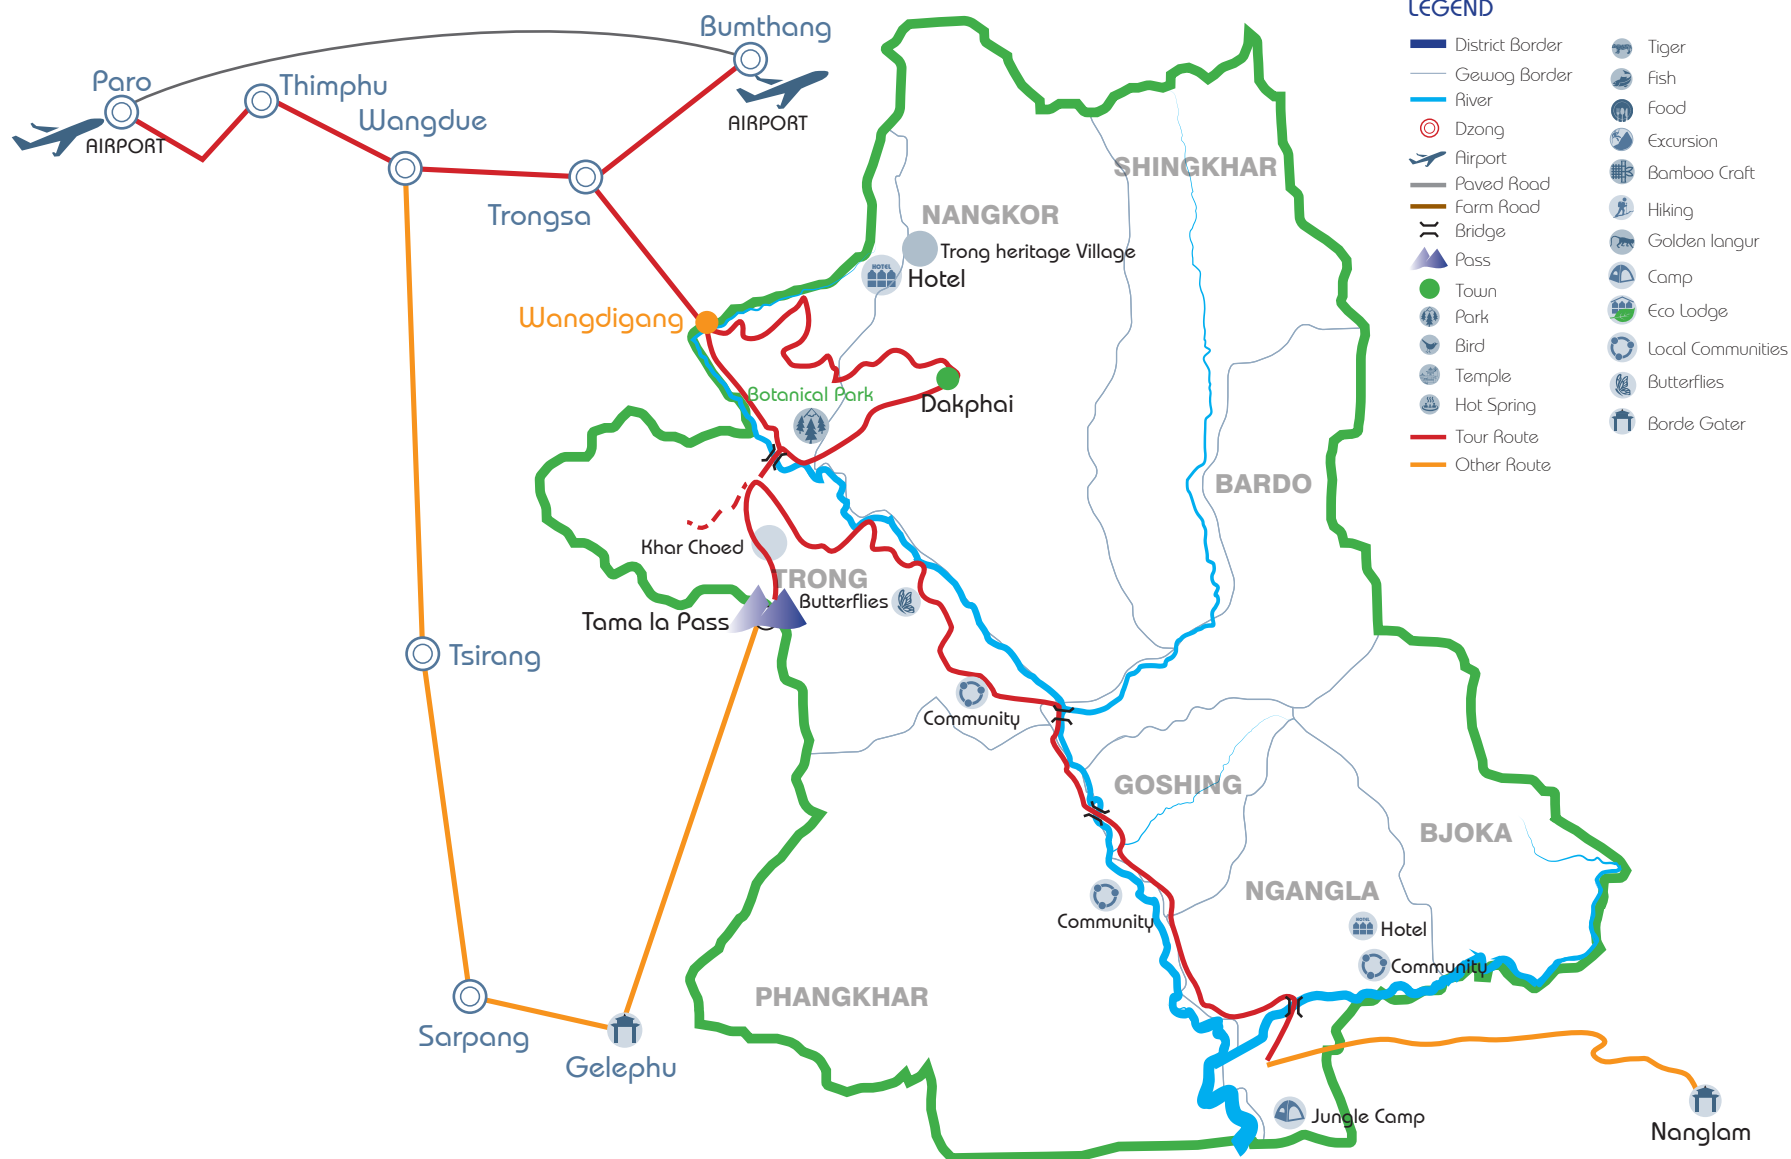 LEGEND
District Border
Gewog Border
River
Dzong
Airport
Paved Road
Farm Road
Bridge
Pass
Town
Park
Bird
Temple
Hot Spring
Tour Route
Other Route
Tiger
Fish
Food
Excursion
Bamboo Craft
Hiking
Golden langur
Camp
Eco Lodge
Local Communities
Butterflies
Borde Gater
Bumthang
AIRPORT
Paro
AIRPORT
Thimphu
Wangdue
Trongsa
SHINGKHAR
NANGKOR
Trong heritage Village
HOTEL
Hotel
Wangdigang
Botanical Park
Dakphai
BARDO
Khar Choed
TRONG
Butterflies
Tama la Pass
Tsirang
Community
GOSHING
BJOKA
NGANGLA
Community
HOTEL
Hotel
Community
PHANGKHAR
Sarpang
Gelephu
Jungle Camp
Nanglam